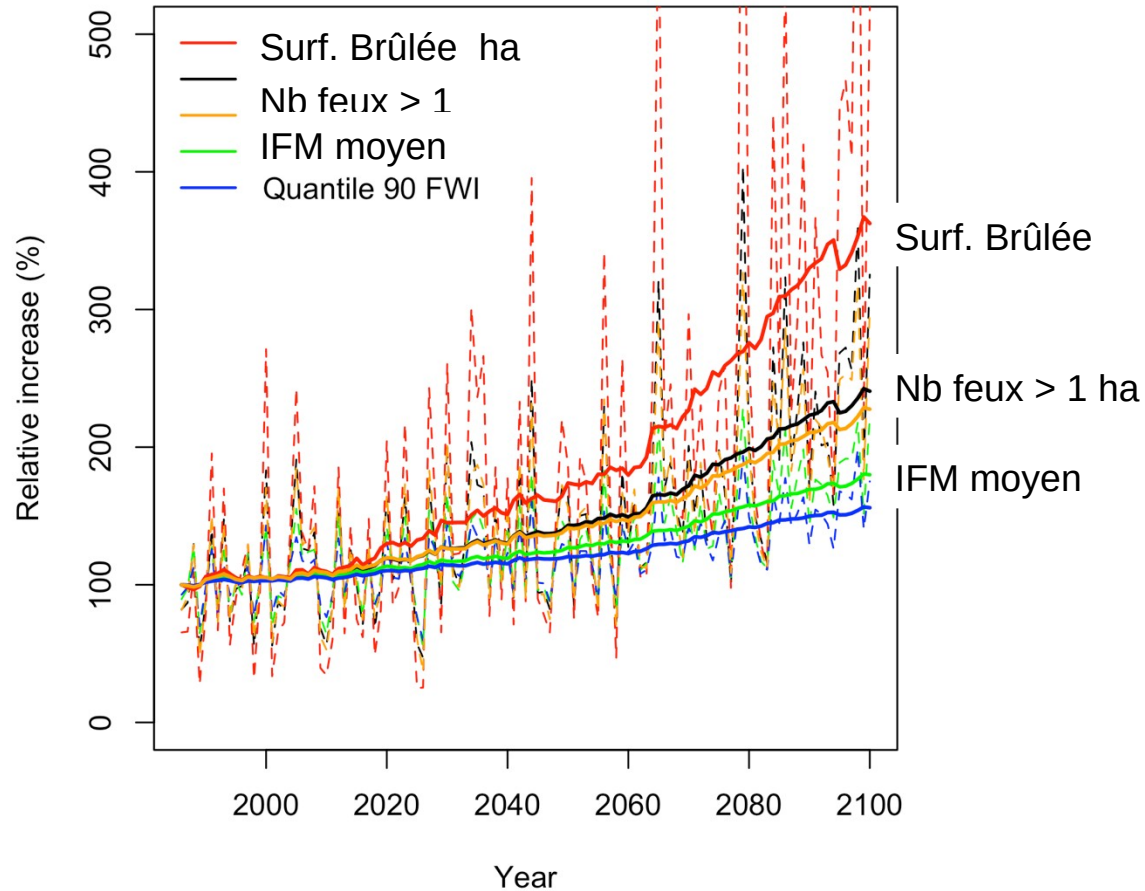 500
400
300
200
100
0
Relative increase (%)
Surf. Brûlée ha
Nb feux > 1
IFM moyen
Quantile 90 FWI
Surf. Brûlée
Nb feux > 1 ha
IFM moyen
2000 2020 2040 2060 2080 2100
Year